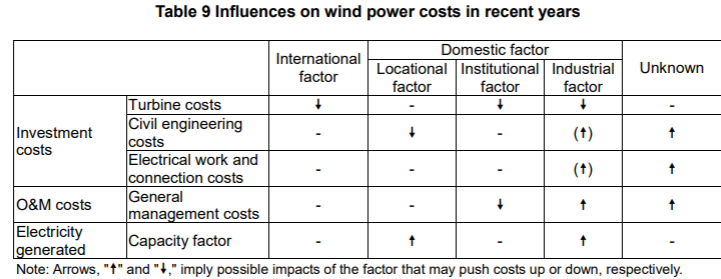 Table 9 Influences on wind power costs in recent years
International factor
Domestic factor
Unknown
Locational factor
Institutional factor
Industrial factor
Investment costs
Turbine costs ↓ - ↓ ↓ -
Civil engineering costs - ↓ - (↑) ↑
Electrical work and connection costs - - - (↑) ↑
O&M costs
General management costs - - ↓ ↑ ↑
Electricity generated
Capacity factor - ↑ - ↑ -
Note: Arrows, "↑" and "↓," imply possible impacts of the factor that may push costs up or down, respectively.